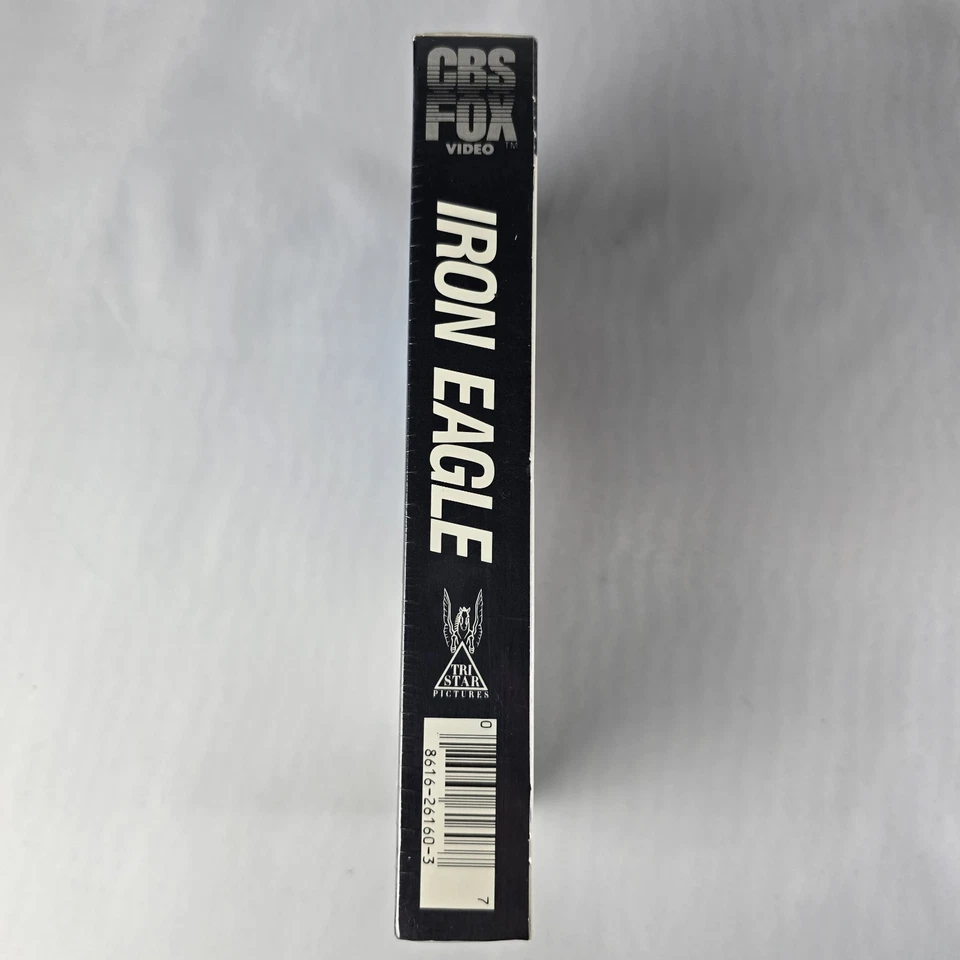 CBS
FOX
VIDEO
TM
IRON EAGLE
TRI
STAR
PICTURES
0
8616-26160-3
7